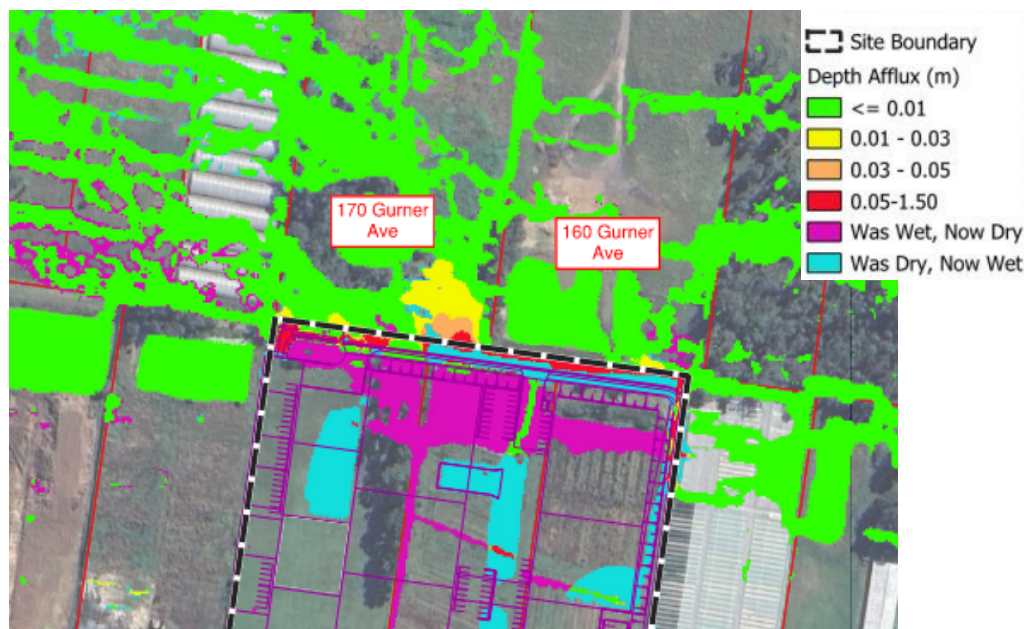 170 Gurner
Ave
160 Gurner
Ave
Site Boundary
Depth Afflux (m)
<= 0.01
0.01 - 0.03
0.03 - 0.05
0.05-1.50
Was Wet, Now Dry
Was Dry, Now Wet